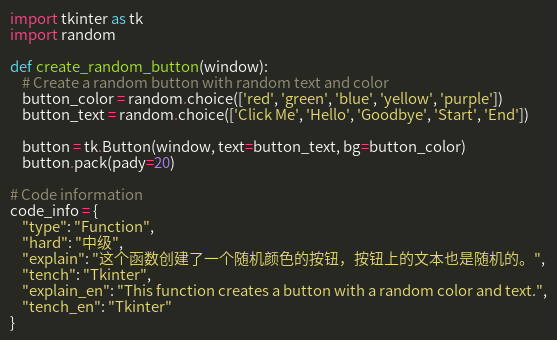 import tkinter as tk
import random

def create_random_button(window):
    # Create a random button with random text and color
    button_color = random.choice(['red', 'green', 'blue', 'yellow', 'purple'])
    button_text = random.choice(['Click Me', 'Hello', 'Goodbye', 'Start', 'End'])

    button = tk.Button(window, text=button_text, bg=button_color)
    button.pack(pady=20)

# Code information
code_info = {
    "type": "Function",
    "hard": "中级",
    "explain": "这个函数创建了一个随机颜色的按钮，按钮上的文本也是随机的。",
    "tench": "Tkinter",
    "explain_en": "This function creates a button with a random color and text.",
    "tench_en": "Tkinter"
}